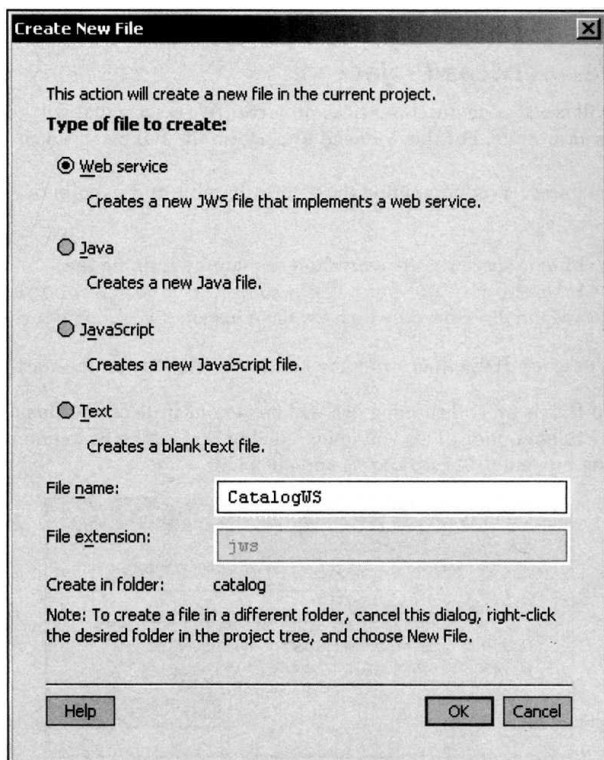 Create New File
This action will create a new file in the current project.
Type of file to create:
Web service
Creates a new JWS file that implements a web service.
Java
Creates a new Java file.
JavaScript
Creates a new JavaScript file.
Text
Creates a blank text file.
File name: CatalogWS
File extension: jws
Create in folder: catalog
Note: To create a file in a different folder, cancel this dialog, right-click
the desired folder in the project tree, and choose New File.
Help OK Cancel